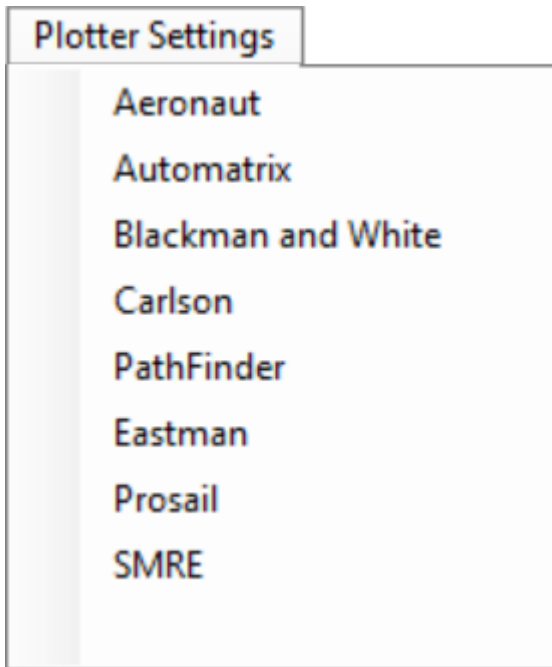 Plotter Settings
Aeronaut
Automatrix
Blackman and White
Carlson
PathFinder
Eastman
Prosail
SMRE